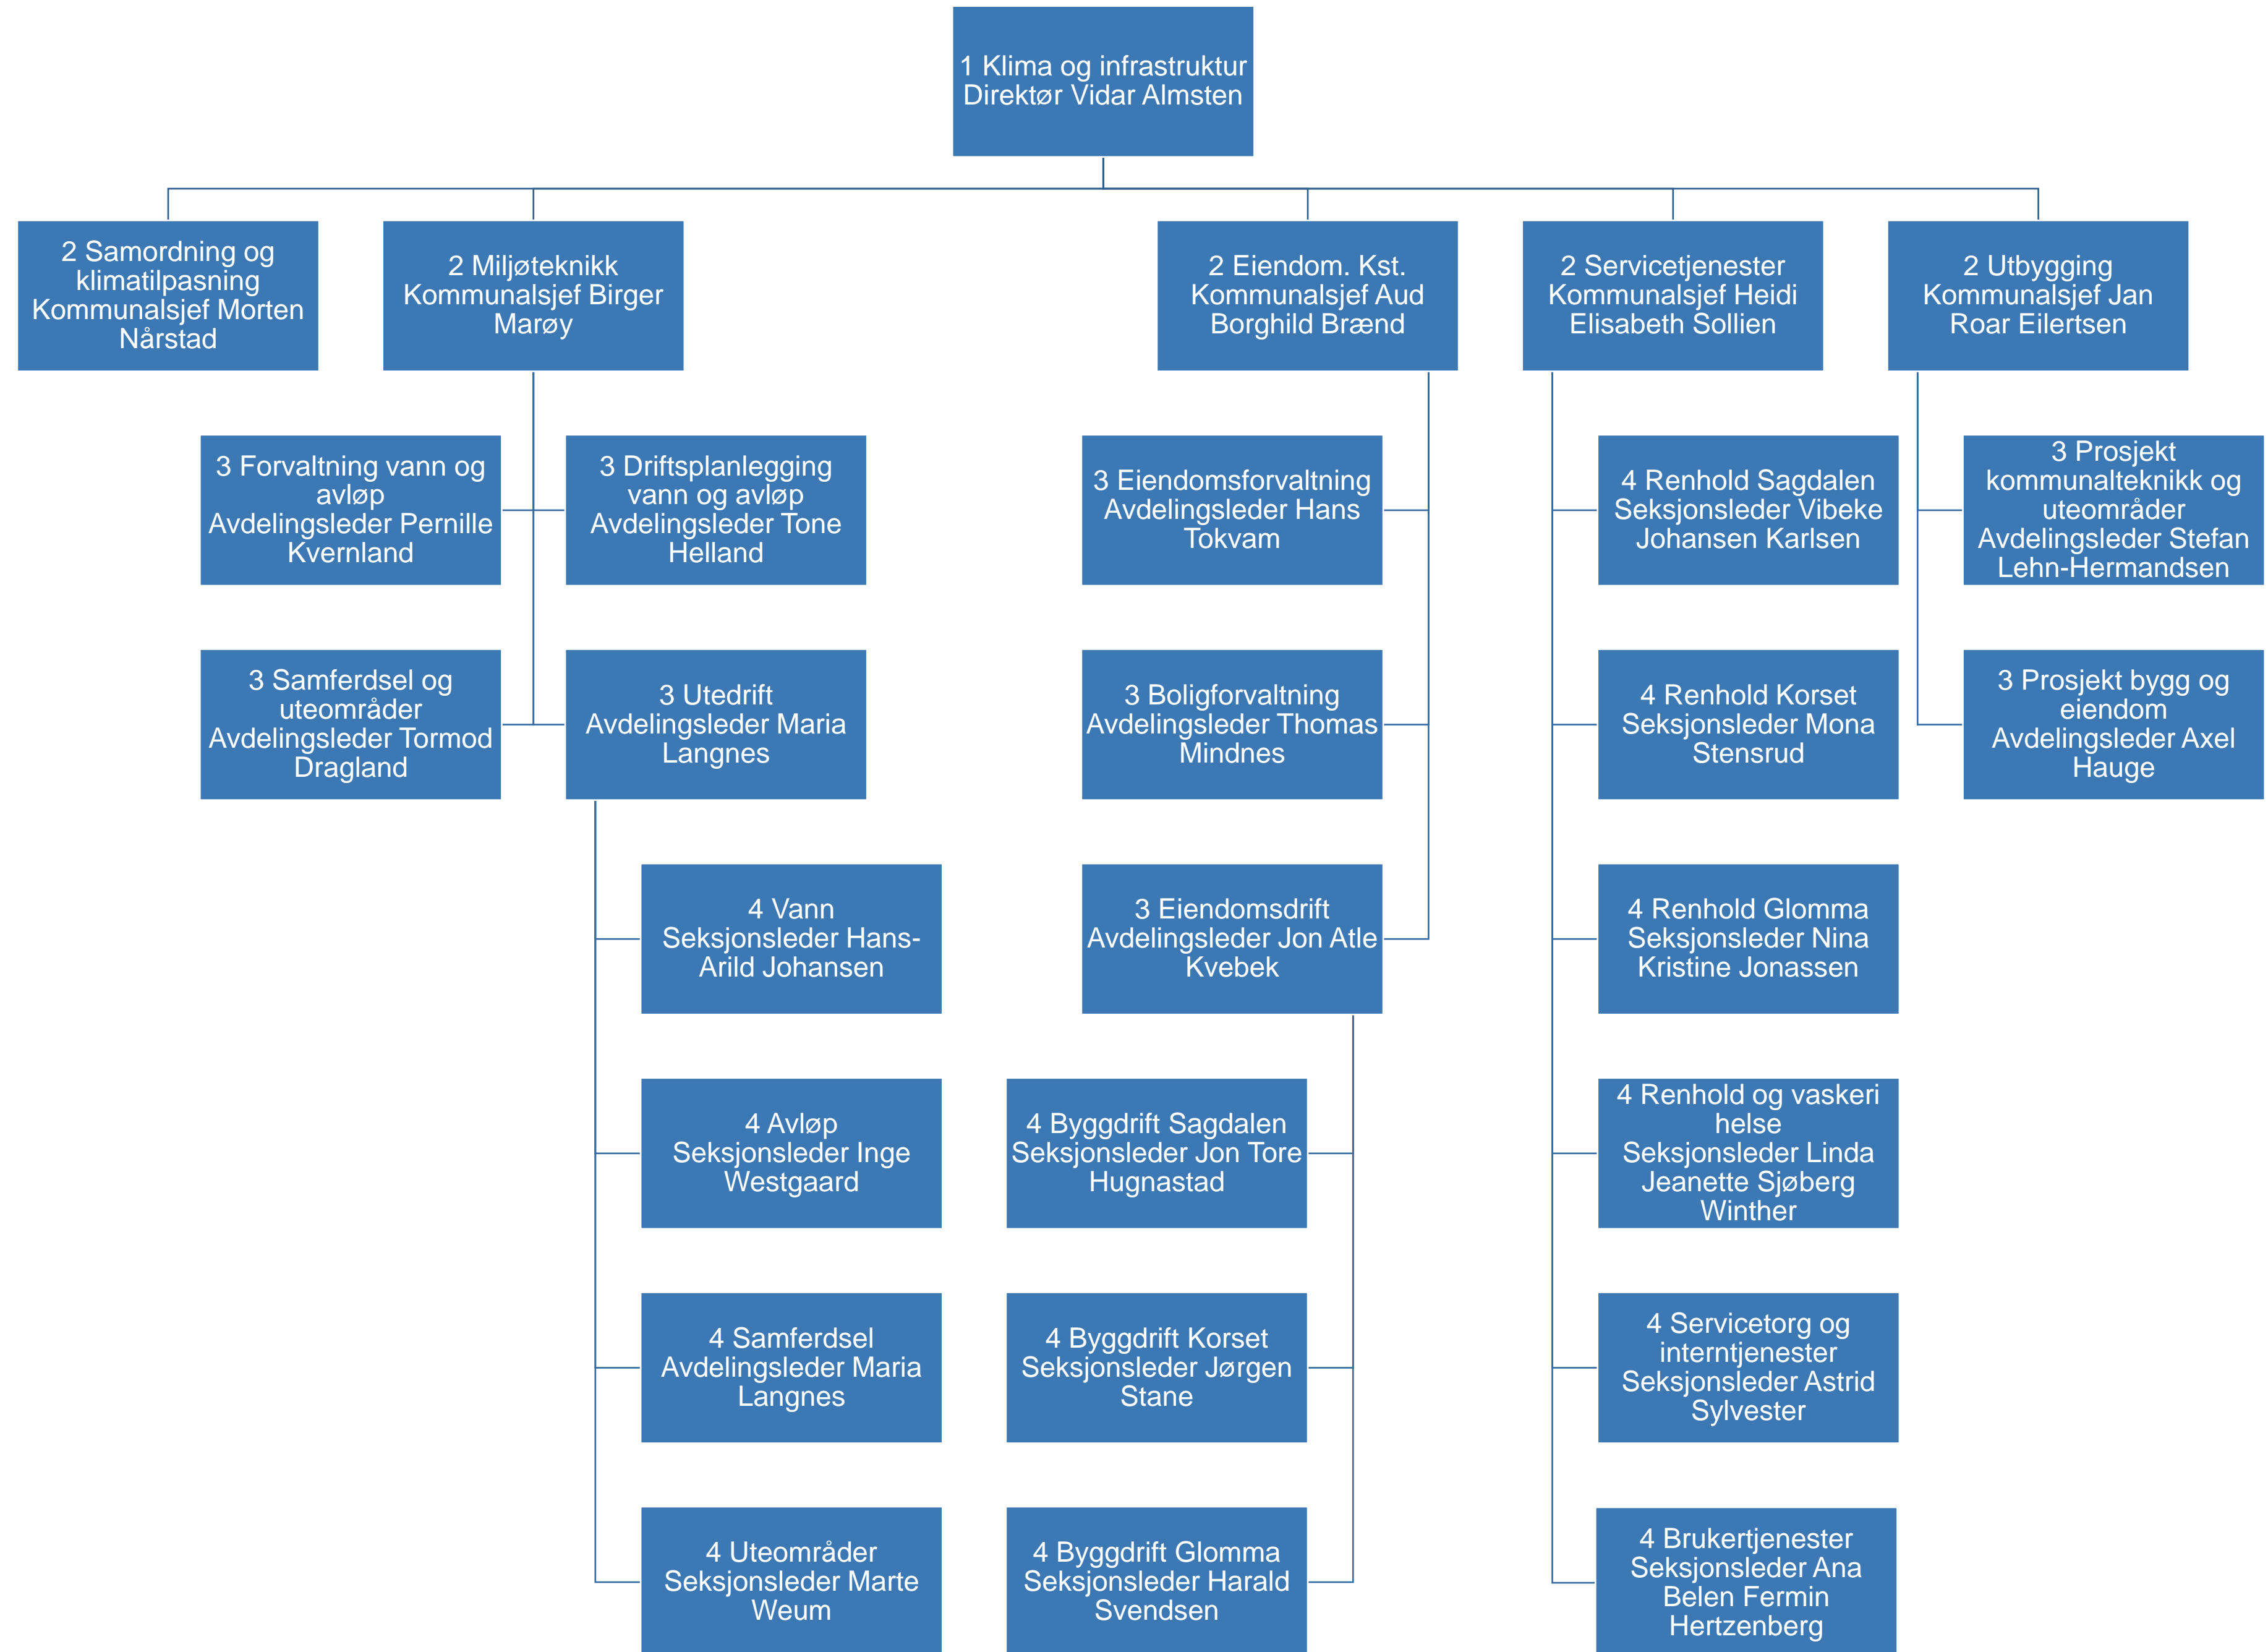 1 Klima og infrastruktur
Direktør Vidar Almsten
2 Samordning og
klimatilpasning
Kommunalsjef Morten
Nårstad
2 Miljøteknikk
Kommunalsjef Birger
Marøy
2 Eiendom. Kst.
Kommunalsjef Aud
Borghild Brænd
2 Servicetjenester
Kommunalsjef Heidi
Elisabeth Sollien
2 Utbygging
Kommunalsjef Jan
Roar Eilertsen
3 Forvaltning vann og
avløp
Avdelingsleder Pernille
Kvernland
3 Driftsplanlegging
vann og avløp
Avdelingsleder Tone
Helland
3 Eiendomsforvaltning
Avdelingsleder Hans
Tokvam
4 Renhold Sagdalen
Seksjonsleder Vibeke
Johansen Karlsen
3 Prosjekt
kommunalteknikk og
uteområder
Avdelingsleder Stefan
Lehn-Hermandsen
3 Samferdsel og
uteområder
Avdelingsleder Tormod
Dragland
3 Utedrift
Avdelingsleder Maria
Langnes
3 Boligforvaltning
Avdelingsleder Thomas
Mindnes
4 Renhold Korset
Seksjonsleder Mona
Stensrud
3 Prosjekt bygg og
eiendom
Avdelingsleder Axel
Hauge
4 Vann
Seksjonsleder Hans-
Arild Johansen
3 Eiendomsdrift
Avdelingsleder Jon Atle
Kvebek
4 Renhold Glomma
Seksjonsleder Nina
Kristine Jonassen
4 Avløp
Seksjonsleder Inge
Westgaard
4 Byggdrift Sagdalen
Seksjonsleder Jon Tore
Hugnastad
4 Renhold og vaskeri
helse
Seksjonsleder Linda
Jeanette Sjøberg
Winther
4 Samferdsel
Avdelingsleder Maria
Langnes
4 Byggdrift Korset
Seksjonsleder Jørgen
Stane
4 Servicetorg og
interntjenester
Seksjonsleder Astrid
Sylvester
4 Uteområder
Seksjonsleder Marte
Weum
4 Byggdrift Glomma
Seksjonsleder Harald
Svendsen
4 Brukertjenester
Seksjonsleder Ana
Belen Fermin
Hertzenberg